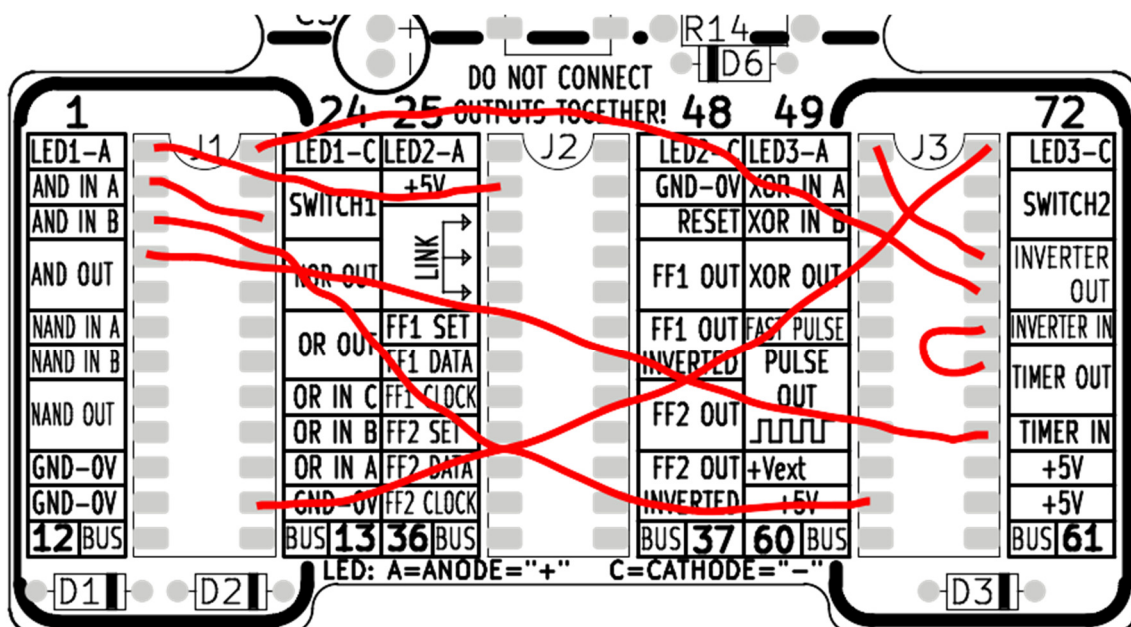 C3 + R14
D6
DO NOT CONNECT
OUTPUTS TOGETHER!
1 24 25 48 49 72
J1 J2 J3
LED1-A
AND IN A
AND IN B
AND OUT
NAND IN A
NAND IN B
NAND OUT
GND-0V
GND-0V
12 BUS
LED1-C
SWITCH1
OUT
OR OUT
OR IN C
OR IN B
OR IN A
GND-0V
BUS 13
LED2-A
+5V
LINK
FF1 SET
FF1 DATA
FF1 CLOCK
FF2 SET
FF2 DATA
FF2 CLOCK
36 BUS
LED2-C
GND-0V
RESET
FF1 OUT
FF1 OUT
INVERTED
FF2 OUT
FF2 OUT
INVERTED
BUS 37
LED3-A
XOR IN A
XOR IN B
XOR OUT
FAST PULSE
PULSE
OUT
+Vext
+5V
60 BUS
LED3-C
SWITCH2
INVERTER
OUT
INVERTER IN
TIMER OUT
TIMER IN
+5V
+5V
BUS 61
LED: A=ANODE="+" C=CATHODE="-"
D1 D2 D3